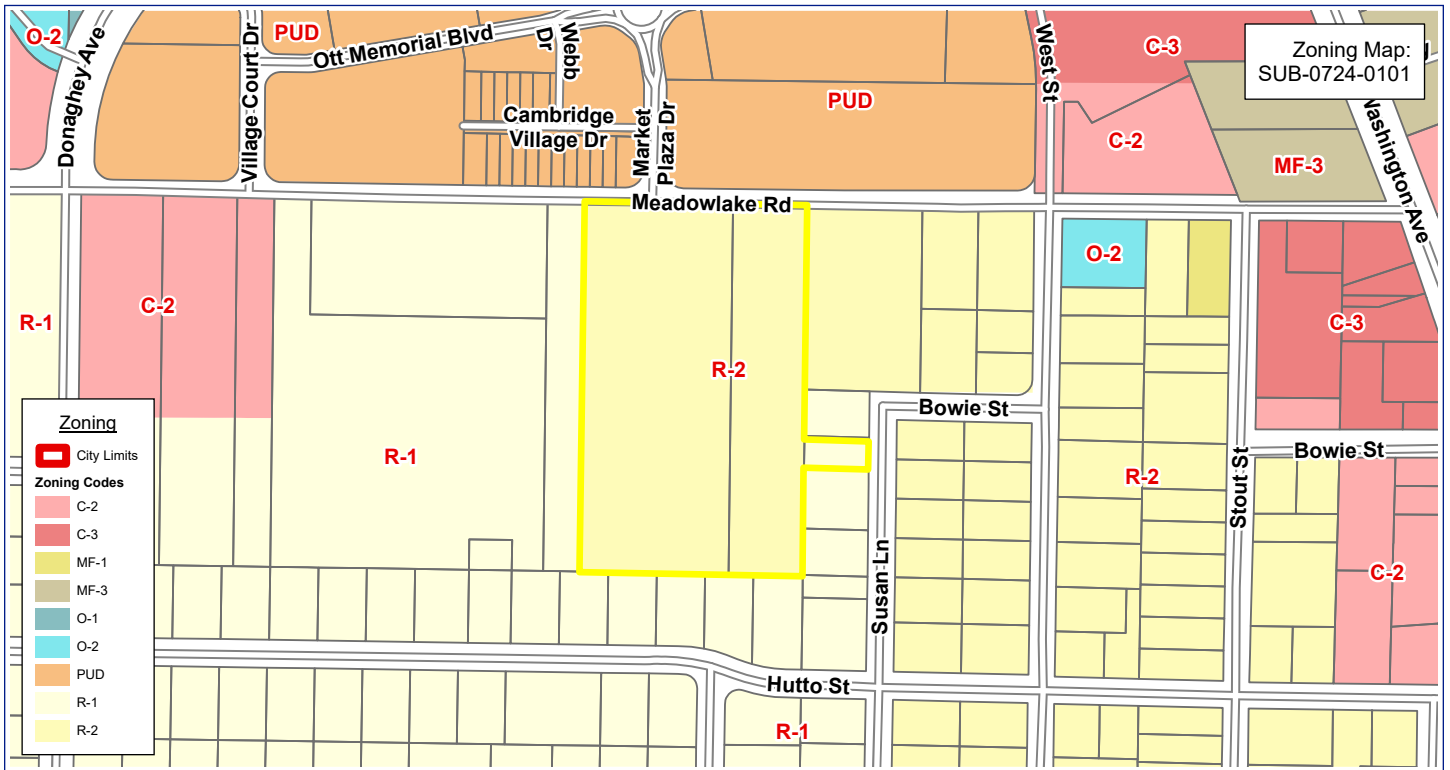 O-2
Donaghey Ave
PUD
Village Court Dr
Ott Memorial Blvd
Webb
Dr
Cambridge
Village Dr
Market
Plaza Dr
PUD
West St
C-3
C-2
MF-3
Washington Ave
Zoning Map:
SUB-0724-0101
Meadowlake Rd
R-1
C-2
R-1
R-2
O-2
C-3
Bowie St
Bowie St
R-2
Stout St
C-2
Susan Ln
Hutto St
R-1
Zoning
City Limits
Zoning Codes
C-2
C-3
MF-1
MF-3
O-1
O-2
PUD
R-1
R-2